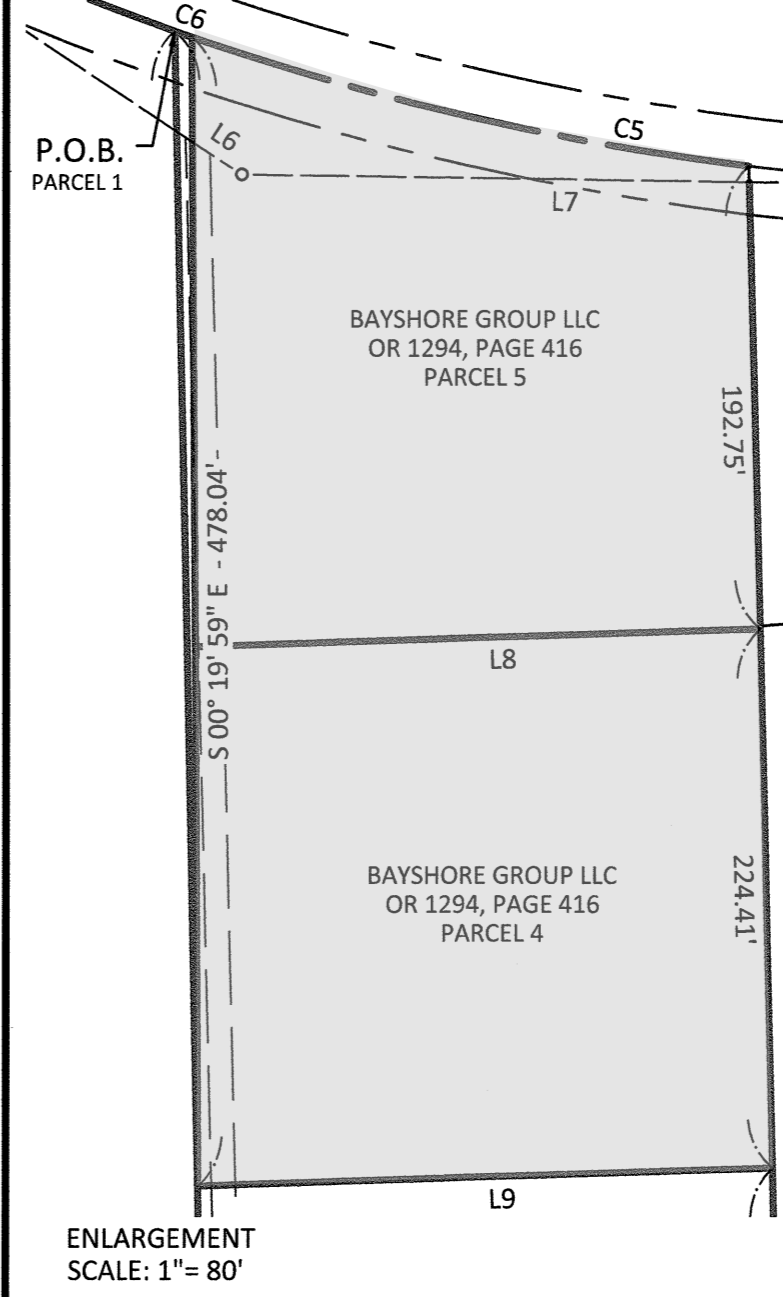 C6
C5
P.O.B.
PARCEL 1
L6
L7
BAYSHORE GROUP LLC
OR 1294, PAGE 416
PARCEL 5
192.75'
S 00° 19' 59" E - 478.04'
L8
BAYSHORE GROUP LLC
OR 1294, PAGE 416
PARCEL 4
224.41'
L9
ENLARGEMENT
SCALE: 1"= 80'